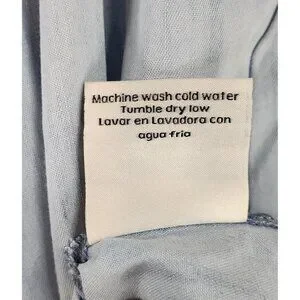 Machine wash cold water
Tumble dry low
Lavar en Lavadora con
agua fria